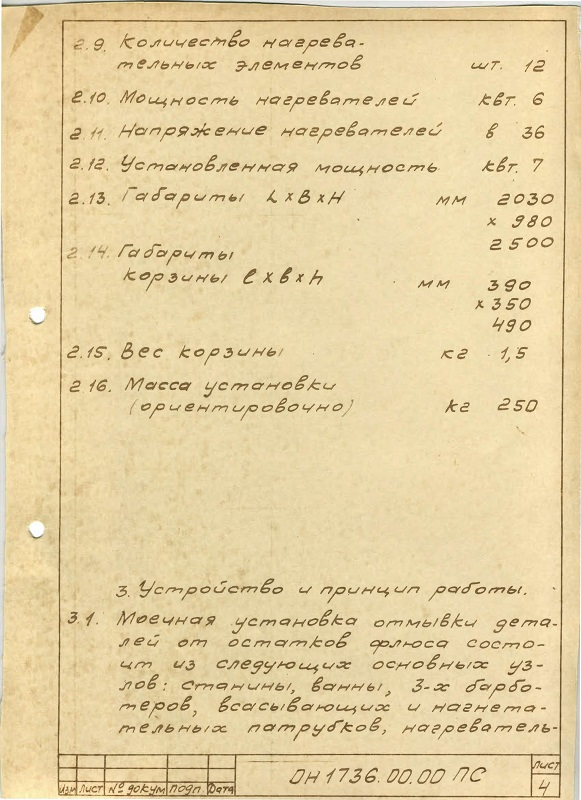 2.9. Количество нагрева-
тельных элементов шт. 12
2.10. Мощность нагревателей квт. 6
2.11. Напряжение нагревателей в 36
2.12. Установленная мощность квт. 7
2.13. Габариты L×B×H мм 2030
× 980
2500
2.14. Габариты
корзины l×b×h мм 390
×350
490
2.15. Вес корзины кг 1,5
2.16. Масса установки
(ориентировочно) кг 250
3. Устройство и принцип работы.
3.1. Моечная установка отмывки дета-
лей от остатков флюса состо-
ит из следующих основных уз-
лов: станины, ванны, 3-х барбо-
теров, всасывающих и нагнета-
тельных патрубков, нагреватель-
Изм Лист № докум Подп. Дата
ОН1736.00.00 ПС
Лист
4